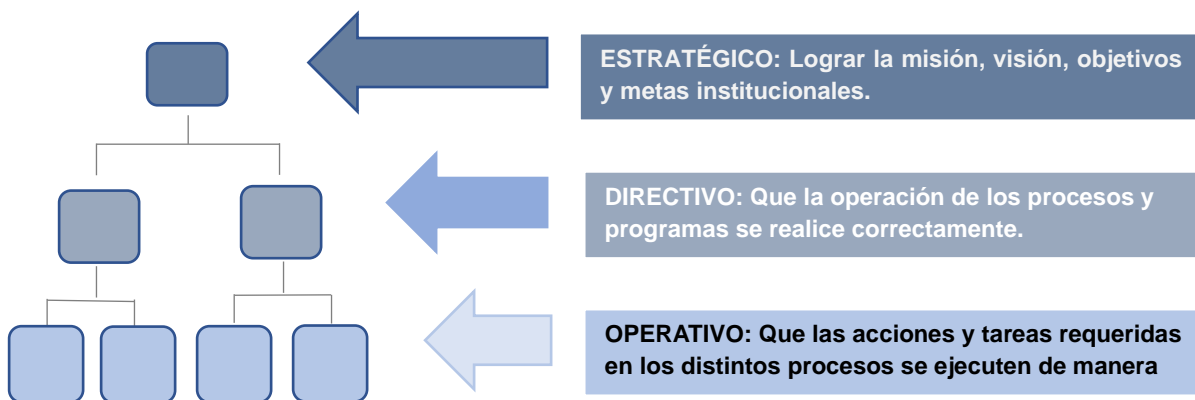 ESTRATÉGICO: Lograr la misión, visión, objetivos
y metas institucionales.
DIRECTIVO: Que la operación de los procesos y
programas se realice correctamente.
OPERATIVO: Que las acciones y tareas requeridas
en los distintos procesos se ejecuten de manera